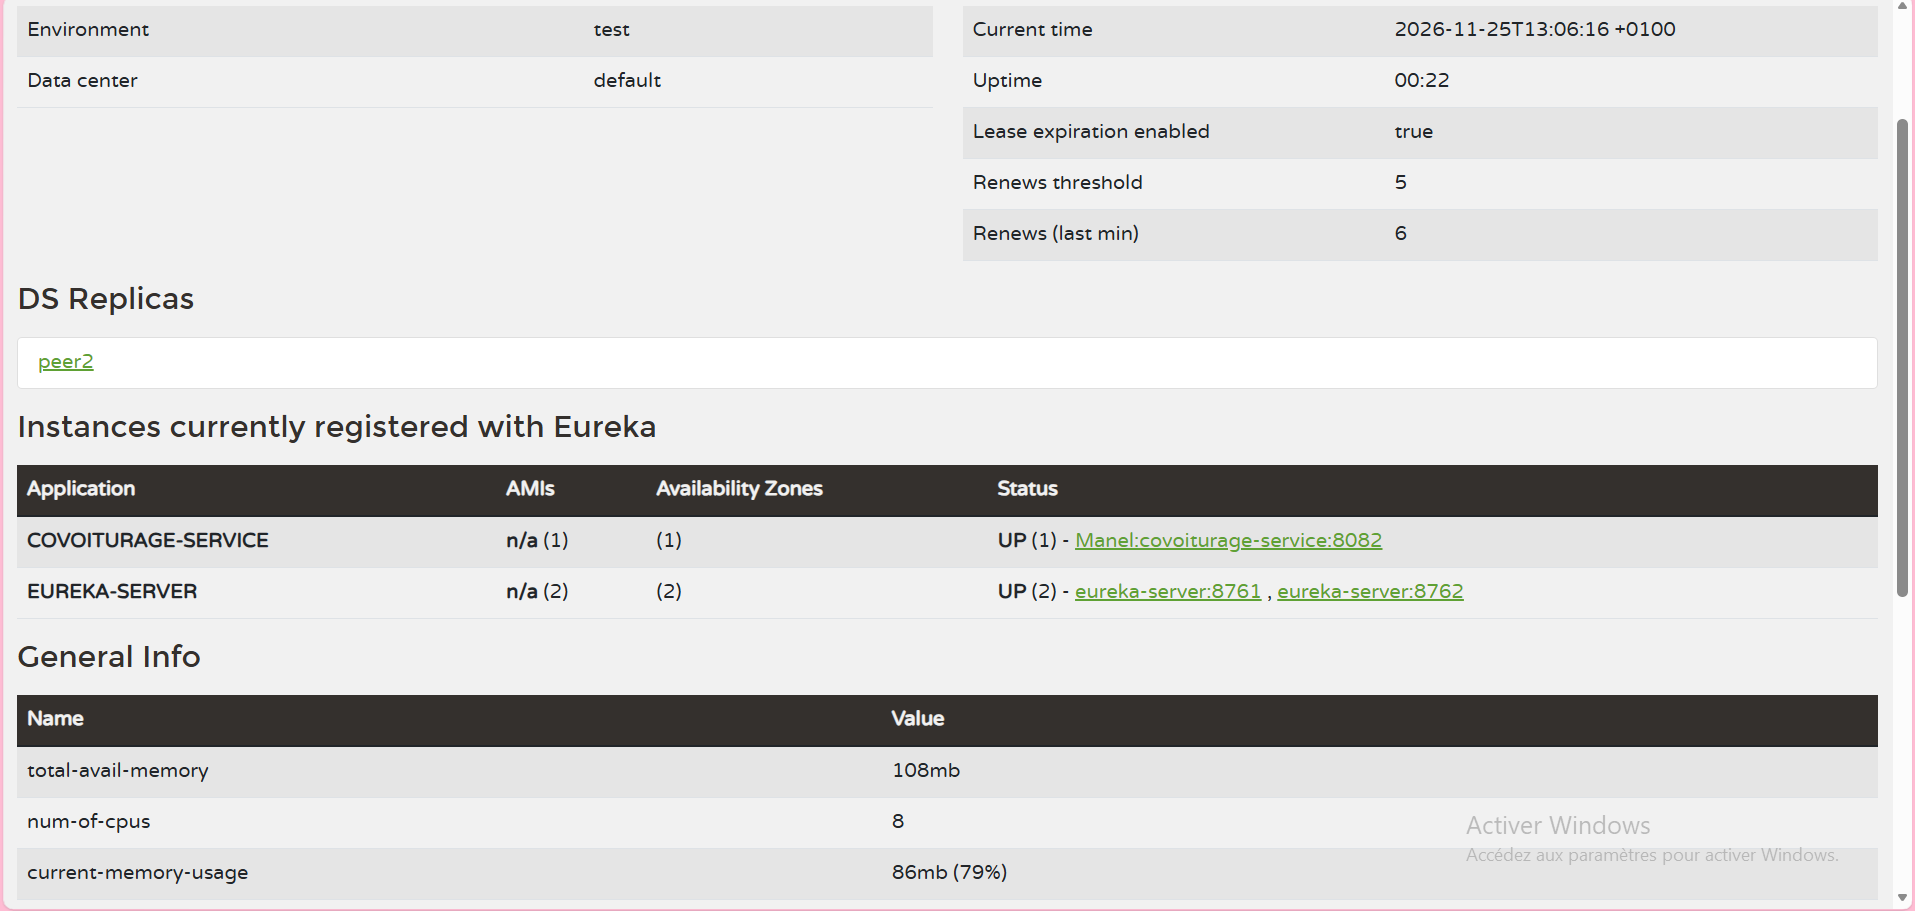 Environment test
Data center default
Current time 2026-11-25T13:06:16 +0100
Uptime 00:22
Lease expiration enabled true
Renews threshold 5
Renews (last min) 6
DS Replicas
peer2
Instances currently registered with Eureka
Application AMIs Availability Zones Status
COVOITURAGE-SERVICE n/a (1) (1) UP (1) - Manel:covoiturage-service:8082
EUREKA-SERVER n/a (2) (2) UP (2) - eureka-server:8761 , eureka-server:8762
General Info
Name Value
total-avail-memory 108mb
num-of-cpus 8
current-memory-usage 86mb (79%)
Activer Windows
Accédez aux paramètres pour activer Windows.